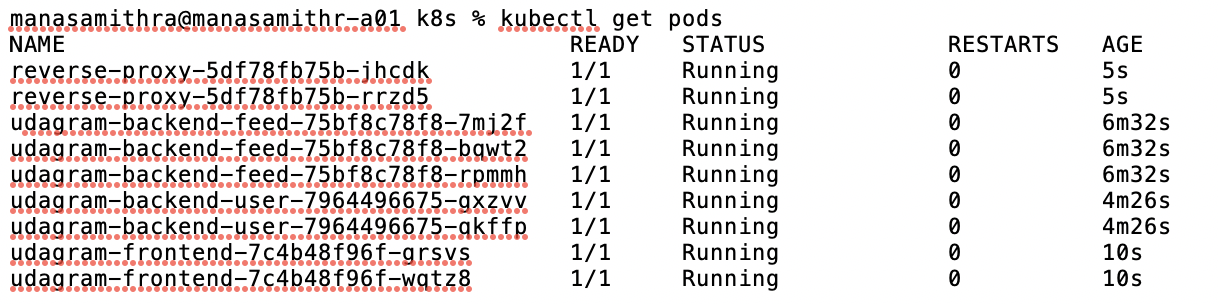 manasamithra@manasamithr-a01 k8s % kubectl get pods
NAME READY STATUS RESTARTS AGE
reverse-proxy-5df78fb75b-jhcdk 1/1 Running 0 5s
reverse-proxy-5df78fb75b-rrzd5 1/1 Running 0 5s
udagram-backend-feed-75bf8c78f8-7mj2f 1/1 Running 0 6m32s
udagram-backend-feed-75bf8c78f8-bqwt2 1/1 Running 0 6m32s
udagram-backend-feed-75bf8c78f8-rpmmh 1/1 Running 0 6m32s
udagram-backend-user-7964496675-gxzvv 1/1 Running 0 4m26s
udagram-backend-user-7964496675-qkffp 1/1 Running 0 4m26s
udagram-frontend-7c4b48f96f-grsvs 1/1 Running 0 10s
udagram-frontend-7c4b48f96f-wqtz8 1/1 Running 0 10s